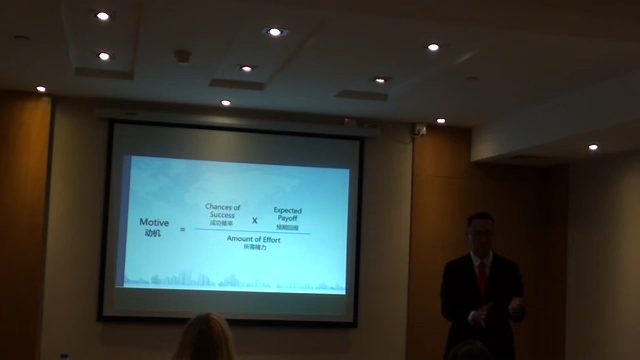 Chances of
Success
成功概率
X
Expected
Payoff
预期回报
Motive
动机
=
Amount of Effort
所需精力